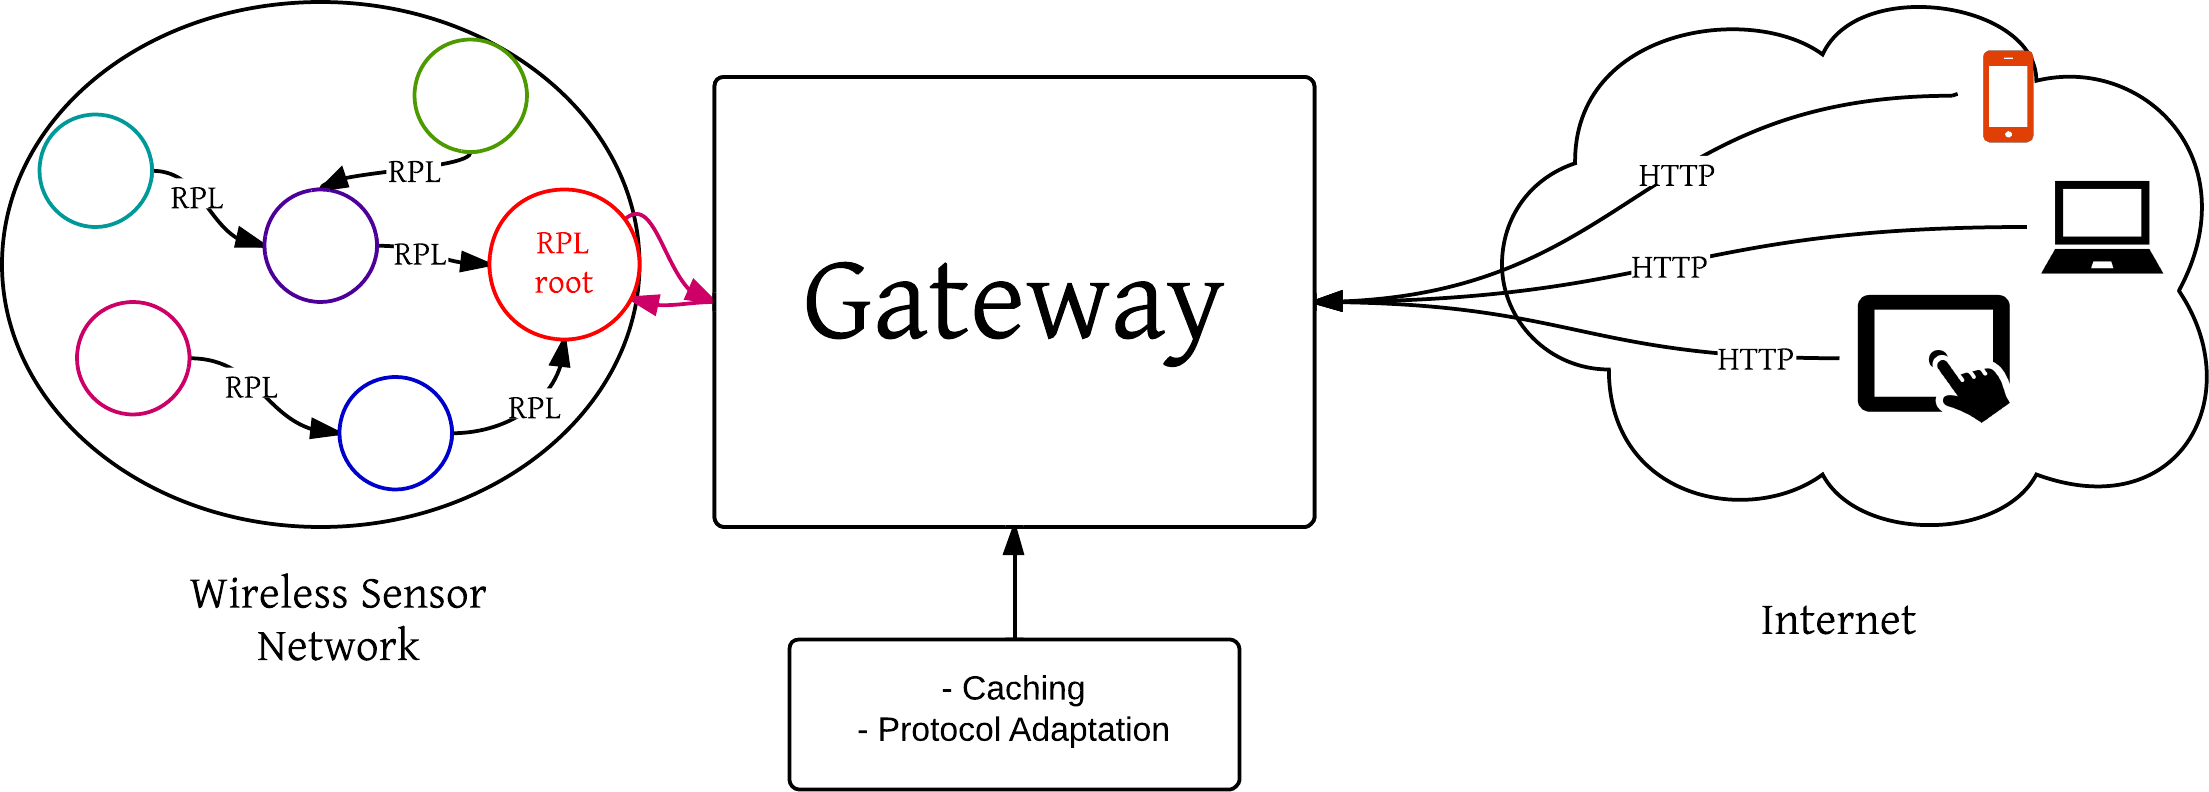 RPL
RPL
RPL
RPL
root
RPL
RPL
Wireless Sensor
Network
Gateway
- Caching
- Protocol Adaptation
HTTP
HTTP
HTTP
Internet